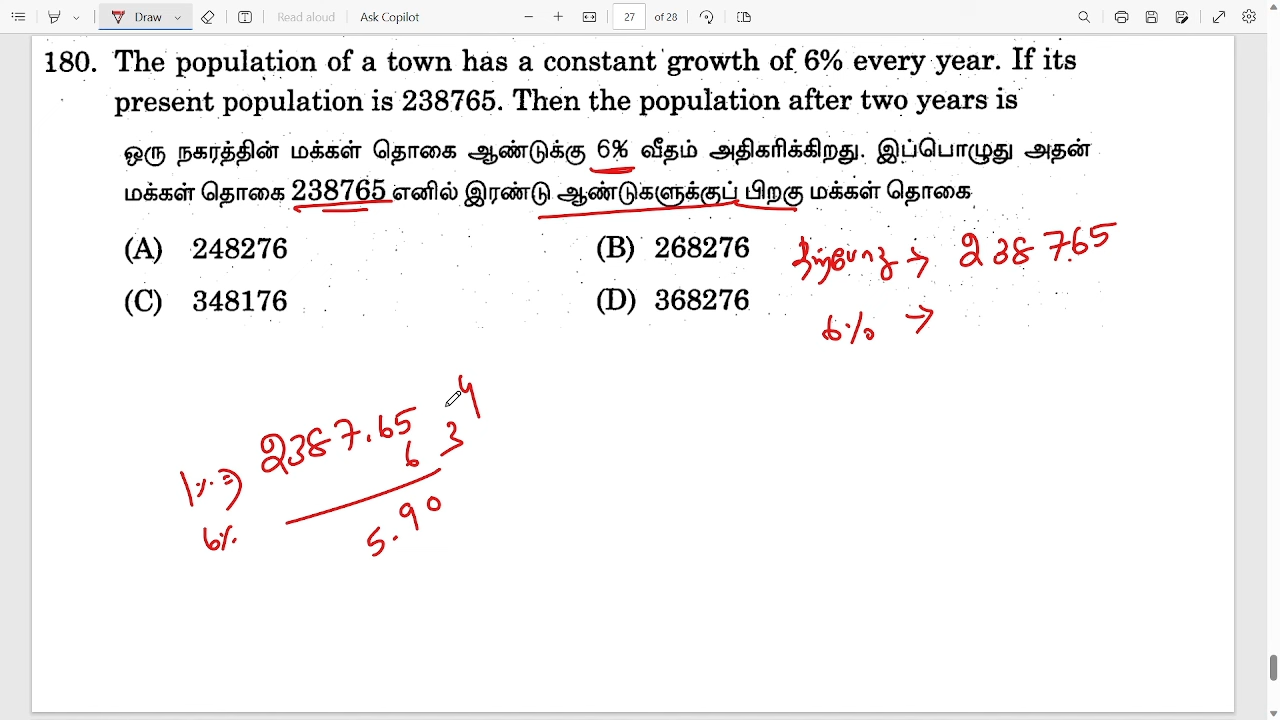 Draw
Read aloud
Ask Copilot
27 of 28
180. The population of a town has a constant growth of 6% every year. If its
present population is 238765. Then the population after two years is
ஒரு நகரத்தின் மக்கள் தொகை ஆண்டுக்கு 6% வீதம் அதிகரிக்கிறது. இப்பொழுது அதன்
மக்கள் தொகை 238765 எனில் இரண்டு ஆண்டுகளுக்குப் பிறகு மக்கள் தொகை
(A) 248276
(B) 268276
(C) 348176
(D) 368276
→ 238765
6% →
4
2387.65 3
6
1% ⇒
6%
5.90